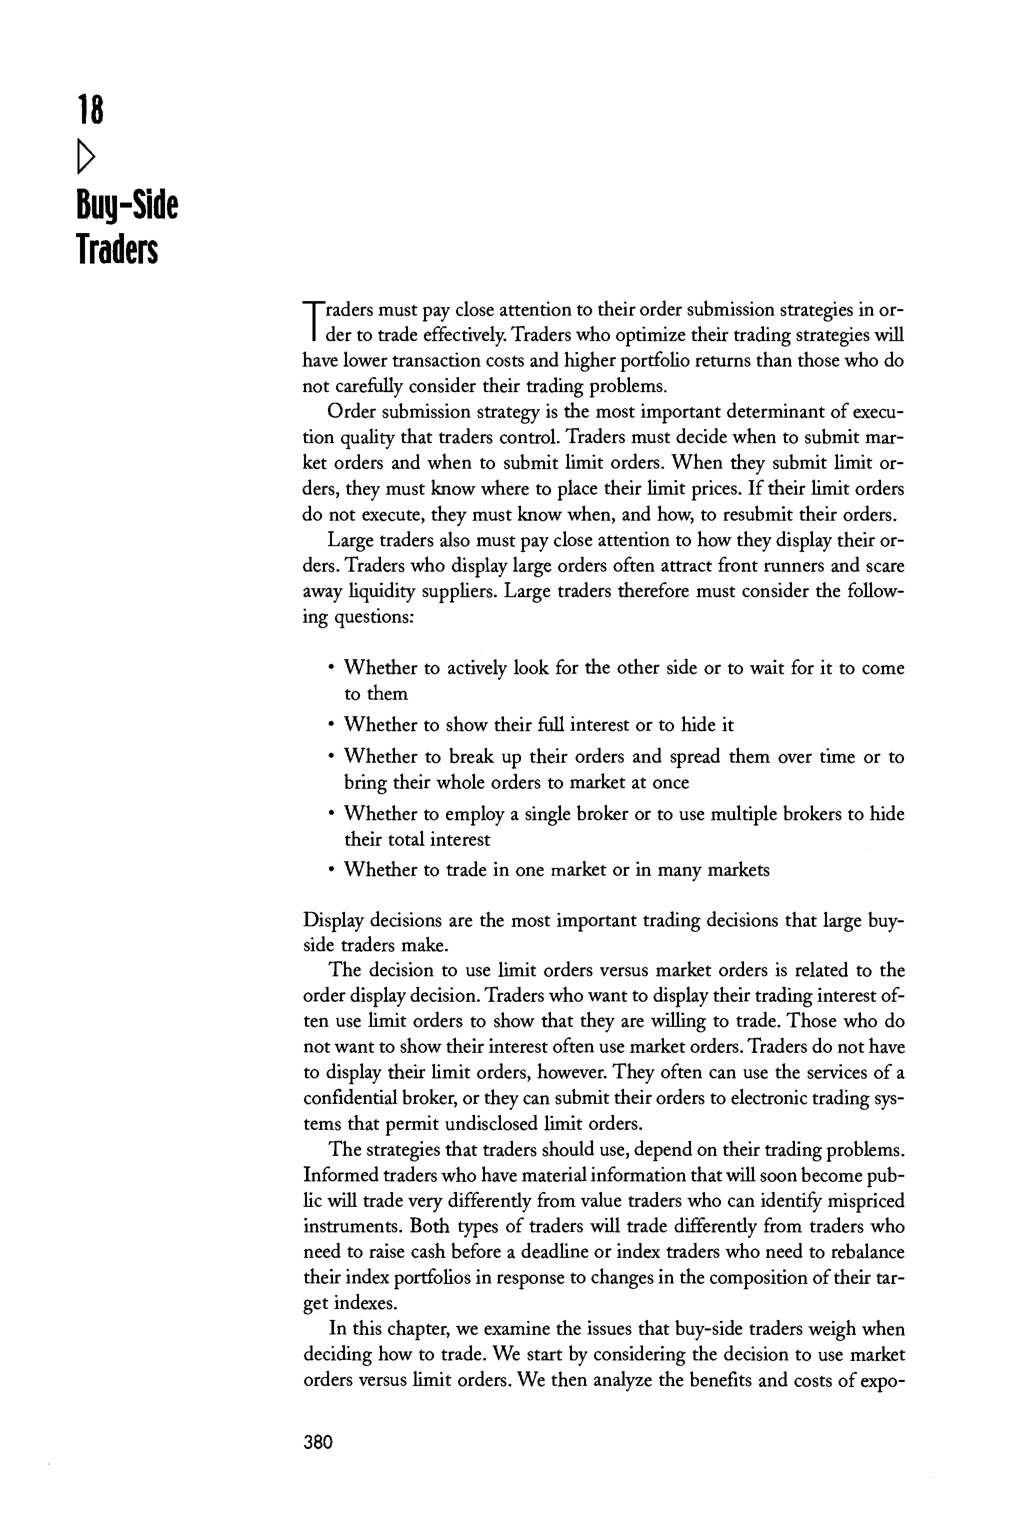 18
Buy-Side
Traders
Traders must pay close attention to their order submission strategies in or-
der to trade effectively. Traders who optimize their trading strategies will
have lower transaction costs and higher portfolio returns than those who do
not carefully consider their trading problems.
Order submission strategy is the most important determinant of execu-
tion quality that traders control. Traders must decide when to submit mar-
ket orders and when to submit limit orders. When they submit limit or-
ders, they must know where to place their limit prices. If their limit orders
do not execute, they must know when, and how, to resubmit their orders.
Large traders also must pay close attention to how they display their or-
ders. Traders who display large orders often attract front runners and scare
away liquidity suppliers. Large traders therefore must consider the follow-
ing questions:
• Whether to actively look for the other side or to wait for it to come
to them
• Whether to show their full interest or to hide it
• Whether to break up their orders and spread them over time or to
bring their whole orders to market at once
• Whether to employ a single broker or to use multiple brokers to hide
their total interest
• Whether to trade in one market or in many markets
Display decisions are the most important trading decisions that large buy-
side traders make.
The decision to use limit orders versus market orders is related to the
order display decision. Traders who want to display their trading interest of-
ten use limit orders to show that they are willing to trade. Those who do
not want to show their interest often use market orders. Traders do not have
to display their limit orders, however. They often can use the services of a
confidential broker, or they can submit their orders to electronic trading sys-
tems that permit undisclosed limit orders.
The strategies that traders should use, depend on their trading problems.
Informed traders who have material information that will soon become pub-
lic will trade very differently from value traders who can identify mispriced
instruments. Both types of traders will trade differently from traders who
need to raise cash before a deadline or index traders who need to rebalance
their index portfolios in response to changes in the composition of their tar-
get indexes.
In this chapter, we examine the issues that buy-side traders weigh when
deciding how to trade. We start by considering the decision to use market
orders versus limit orders. We then analyze the benefits and costs of expo-
380